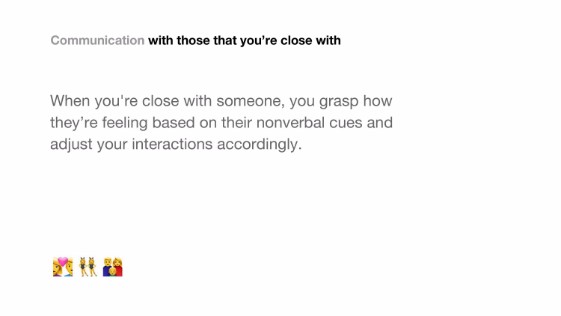 Communication with those that you’re close with
When you're close with someone, you grasp how
they’re feeling based on their nonverbal cues and
adjust your interactions accordingly.